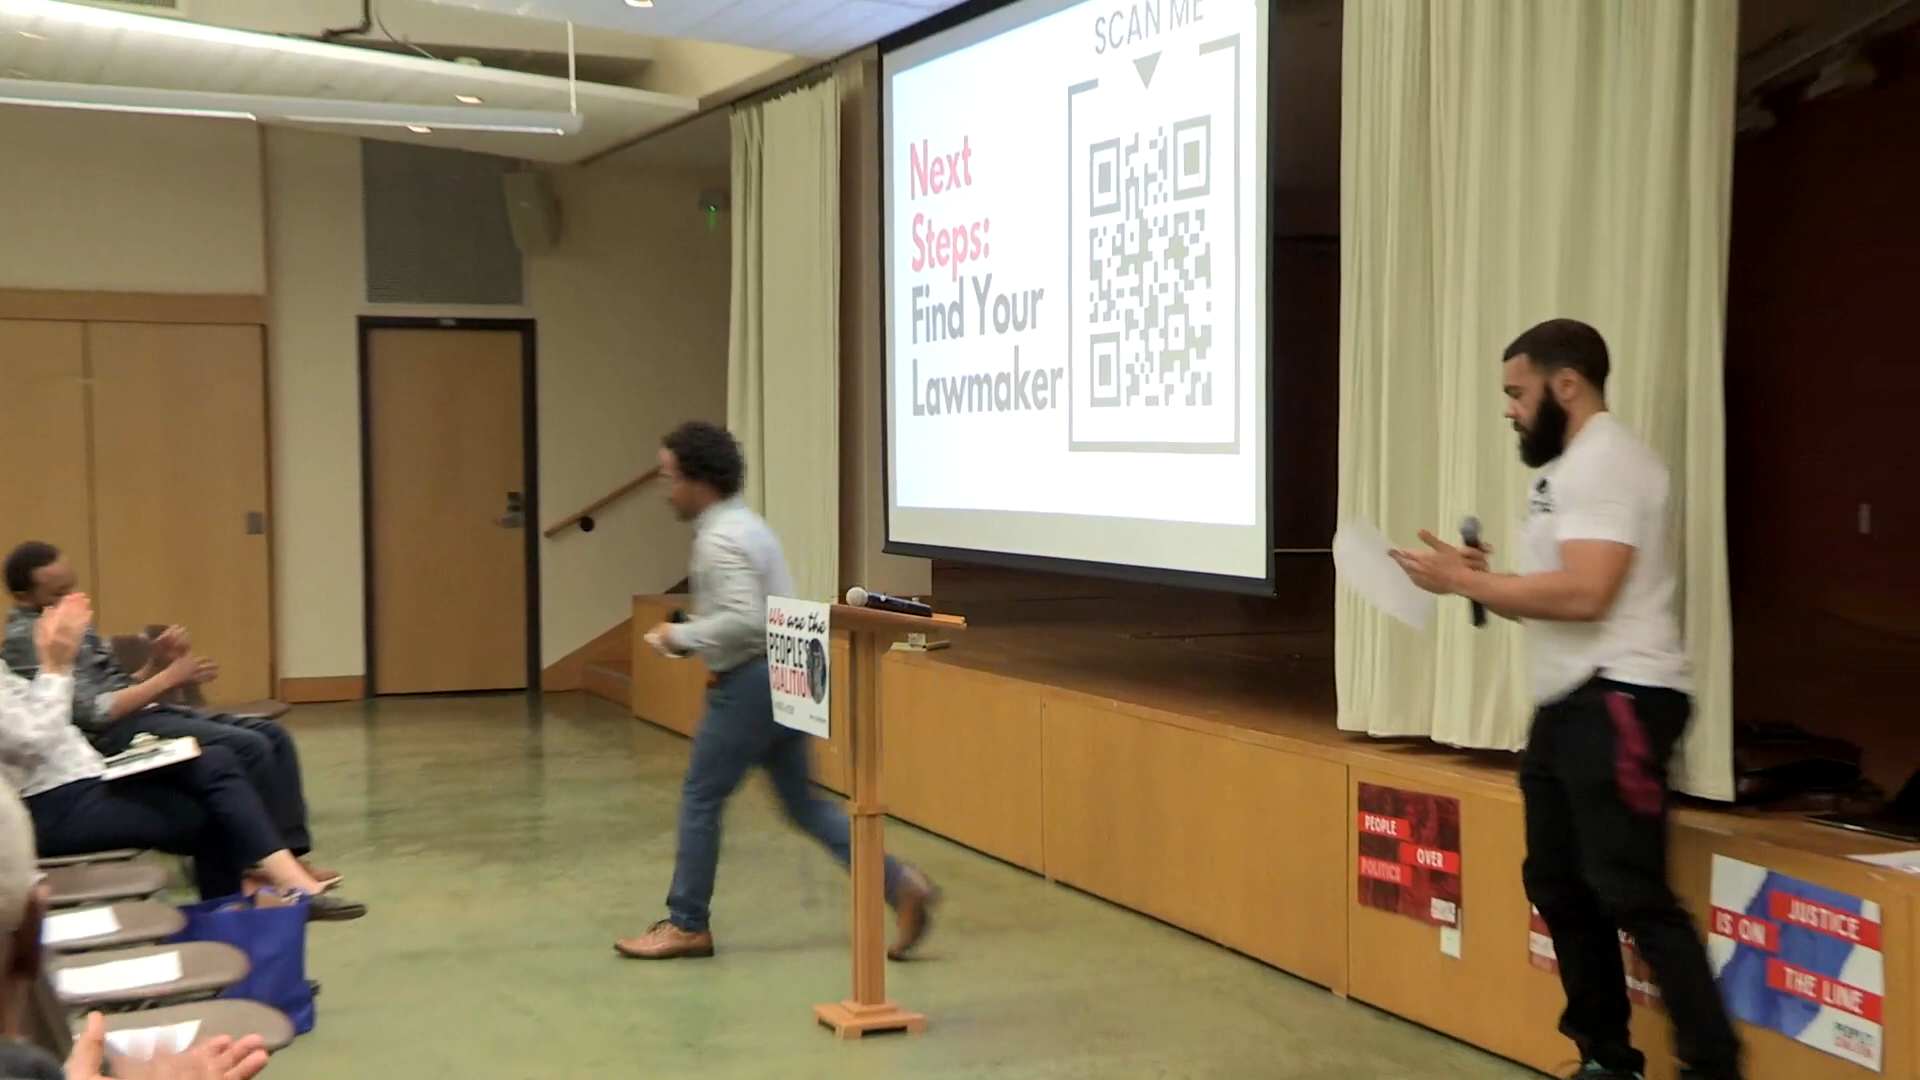 SCAN ME
Next
Steps:
Find Your
Lawmaker
We are the
PEOPLE'S
COALITION
PEOPLE
OVER
POLITICS
JUSTICE
IS ON
THE LINE